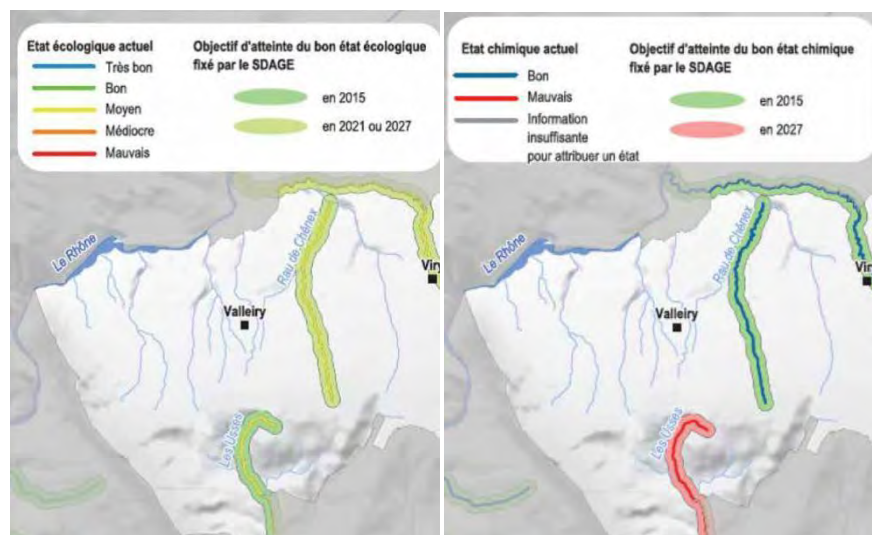 Etat écologique actuel
Très bon
Bon
Moyen
Médiocre
Mauvais
Objectif d'atteinte du bon état écologique
fixé par le SDAGE
en 2015
en 2021 ou 2027
Le Rhône
Rau de Chênex
Valleiry
Viry
Les Usses
Etat chimique actuel
Bon
Mauvais
Information
insuffisante
pour attribuer un état
Objectif d'atteinte du bon état chimique
fixé par le SDAGE
en 2015
en 2027
Le Rhône
Rau de Chênex
Valleiry
Vir
Les Usses